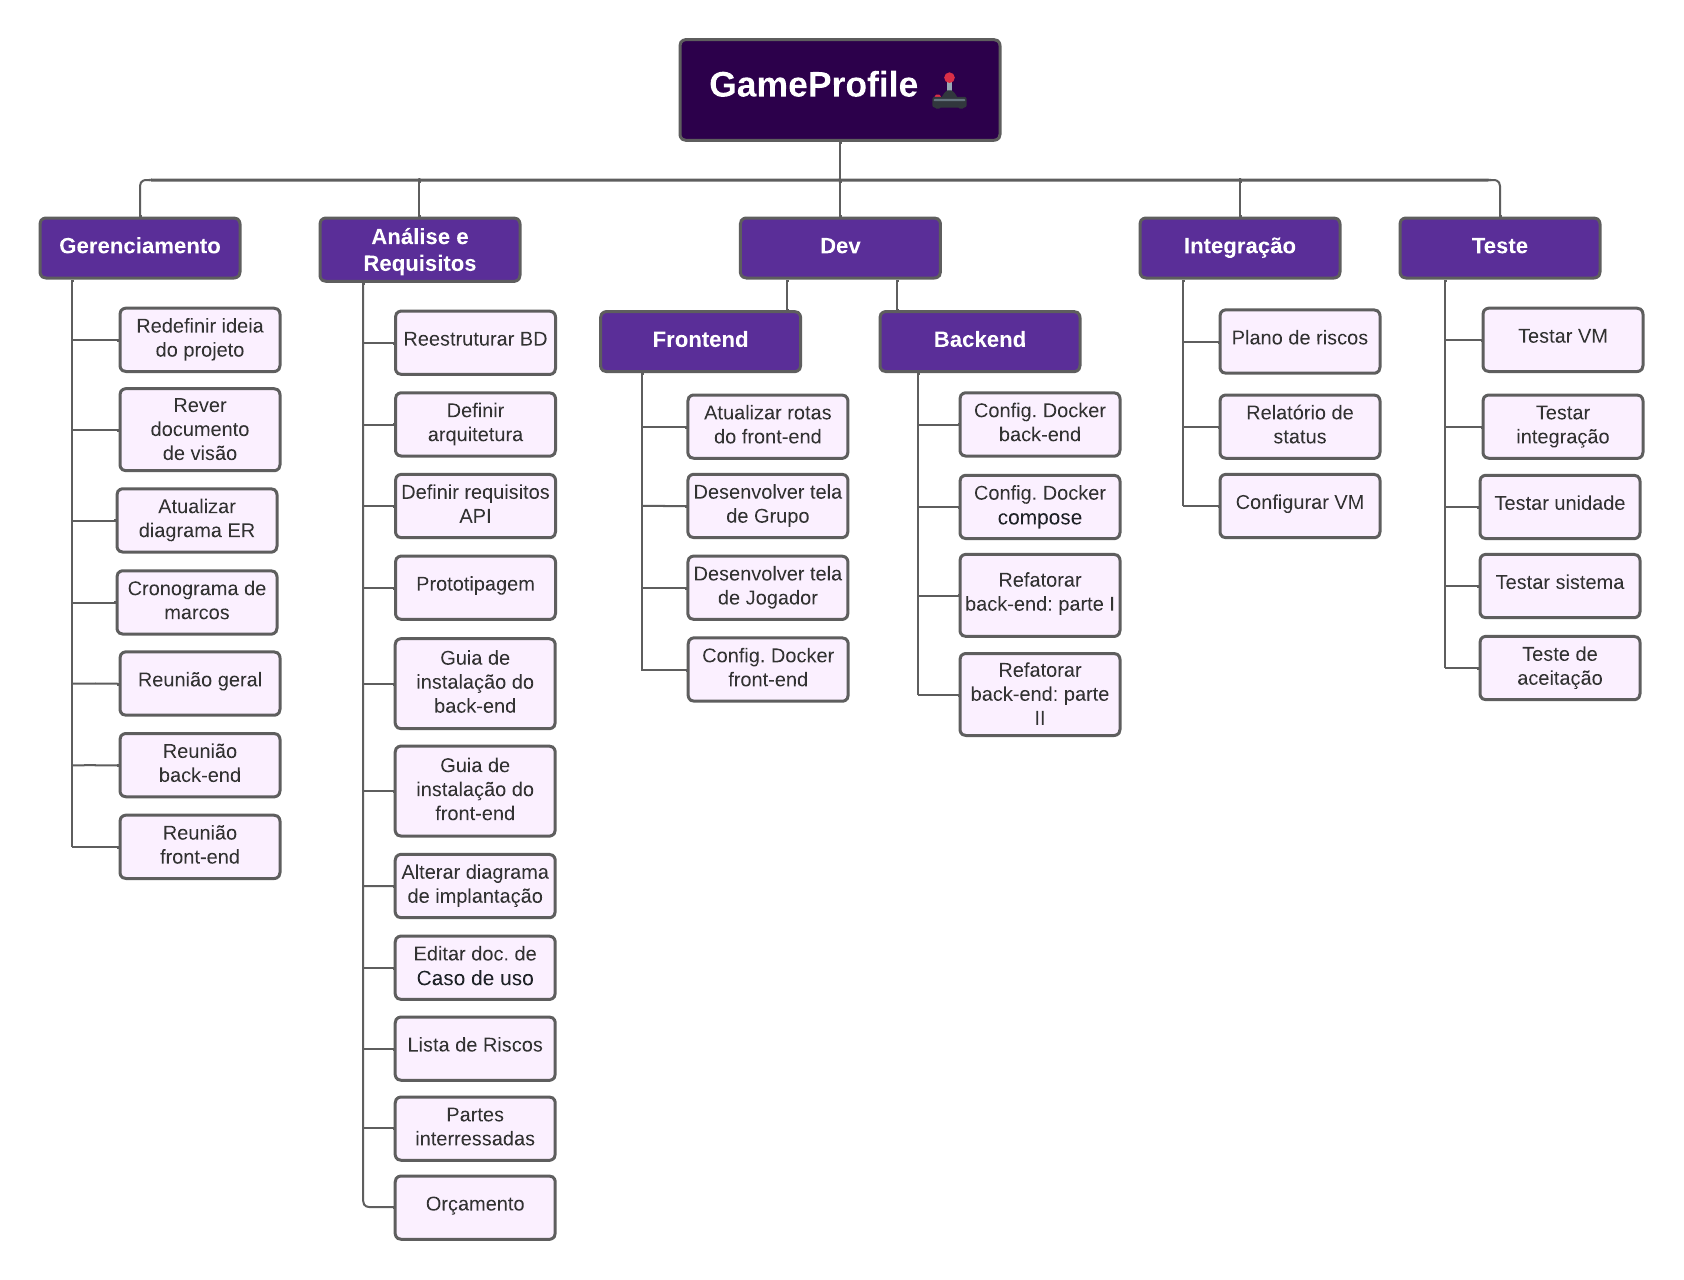 GameProfile
Gerenciamento
Redefinir ideia
do projeto
Rever
documento
de visão
Atualizar
diagrama ER
Cronograma de
marcos
Reunião geral
Reunião
back-end
Reunião
front-end
Análise e
Requisitos
Reestruturar BD
Definir
arquitetura
Definir requisitos
API
Prototipagem
Guia de
instalação do
back-end
Guia de
instalação do
front-end
Alterar diagrama
de implantação
Editar doc. de
Caso de uso
Lista de Riscos
Partes
interressadas
Orçamento
Dev
Frontend
Atualizar rotas
do front-end
Desenvolver tela
de Grupo
Desenvolver tela
de Jogador
Config. Docker
front-end
Backend
Config. Docker
back-end
Config. Docker
compose
Refatorar
back-end: parte I
Refatorar
back-end: parte
II
Integração
Plano de riscos
Relatório de
status
Configurar VM
Teste
Testar VM
Testar
integração
Testar unidade
Testar sistema
Teste de
aceitação